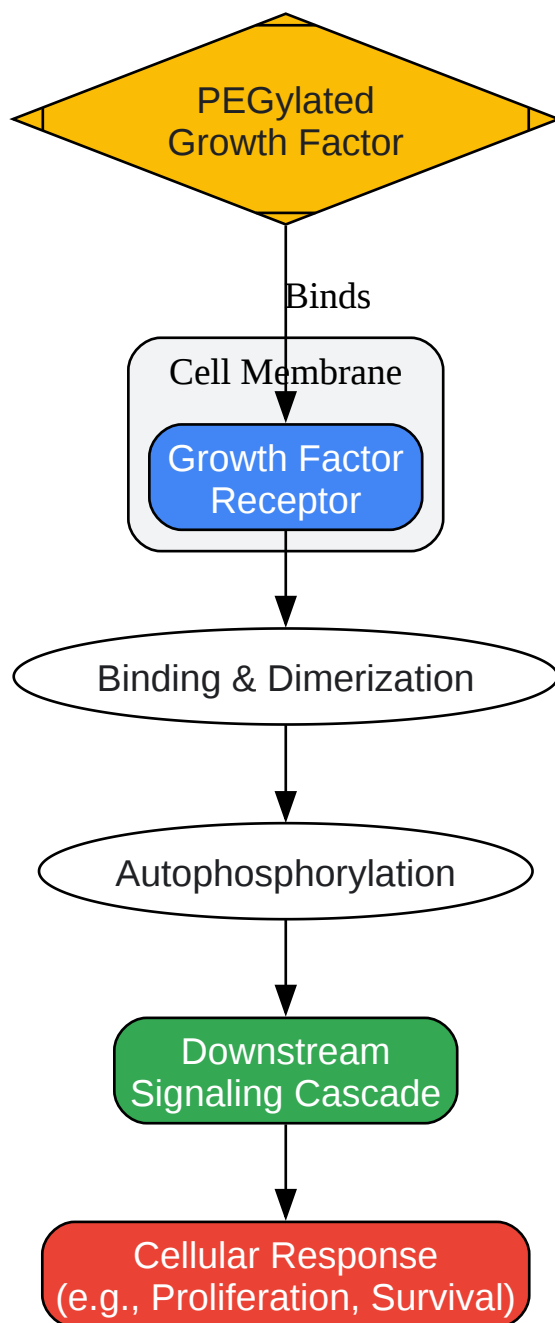 PEGylated
Growth Factor
Binds
Cell Membrane
Growth Factor
Receptor
Binding & Dimerization
Autophosphorylation
Downstream
Signaling Cascade
Cellular Response
(e.g., Proliferation, Survival)